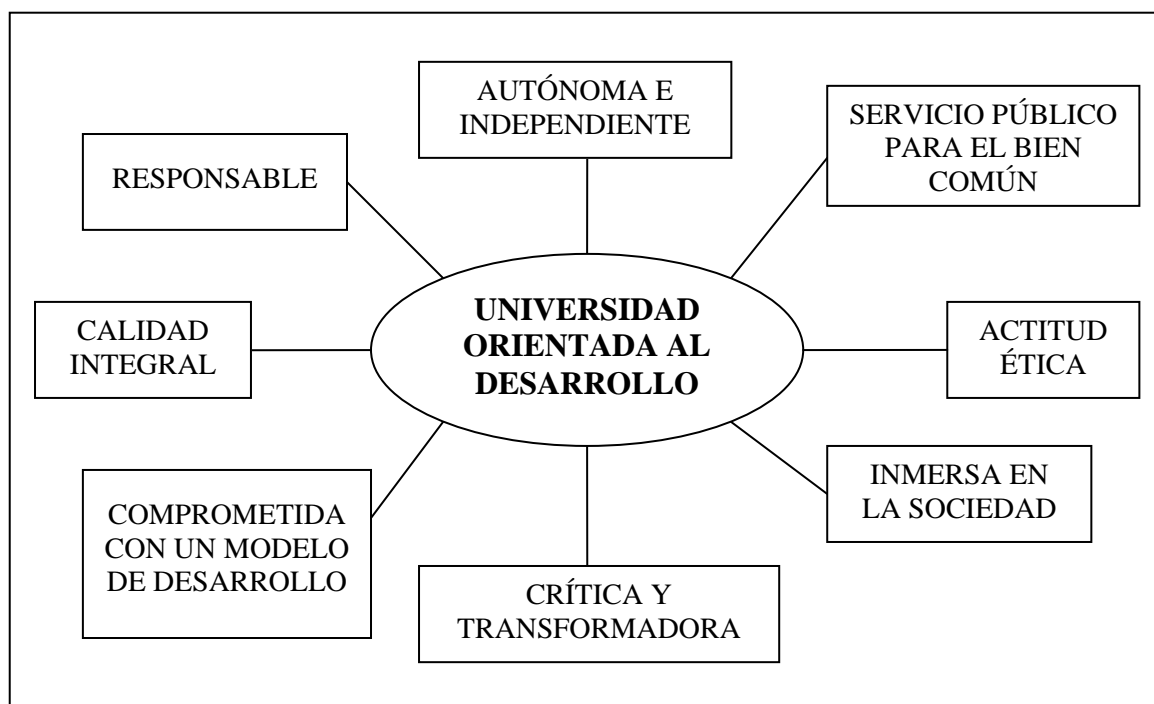 AUTÓNOMA E
INDEPENDIENTE
SERVICIO PÚBLICO
PARA EL BIEN
COMÚN
RESPONSABLE
UNIVERSIDAD
ORIENTADA AL
DESARROLLO
CALIDAD
INTEGRAL
ACTITUD
ÉTICA
COMPROMETIDA
CON UN MODELO
DE DESARROLLO
INMERSA EN
LA SOCIEDAD
CRÍTICA Y
TRANSFORMADORA